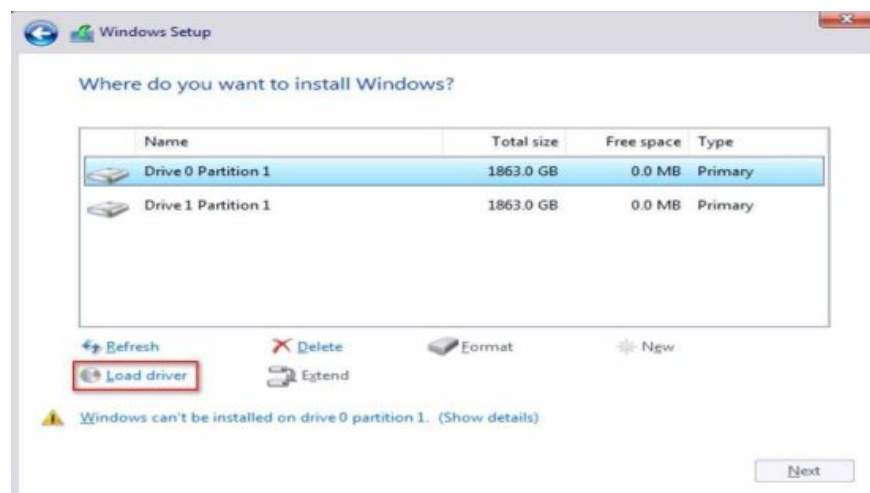 Windows Setup
Where do you want to install Windows?
Name Total size Free space Type
Drive 0 Partition 1 1863.0 GB 0.0 MB Primary
Drive 1 Partition 1 1863.0 GB 0.0 MB Primary
Refresh Delete Format New
Load driver Extend
Windows can't be installed on drive 0 partition 1. (Show details)
Next